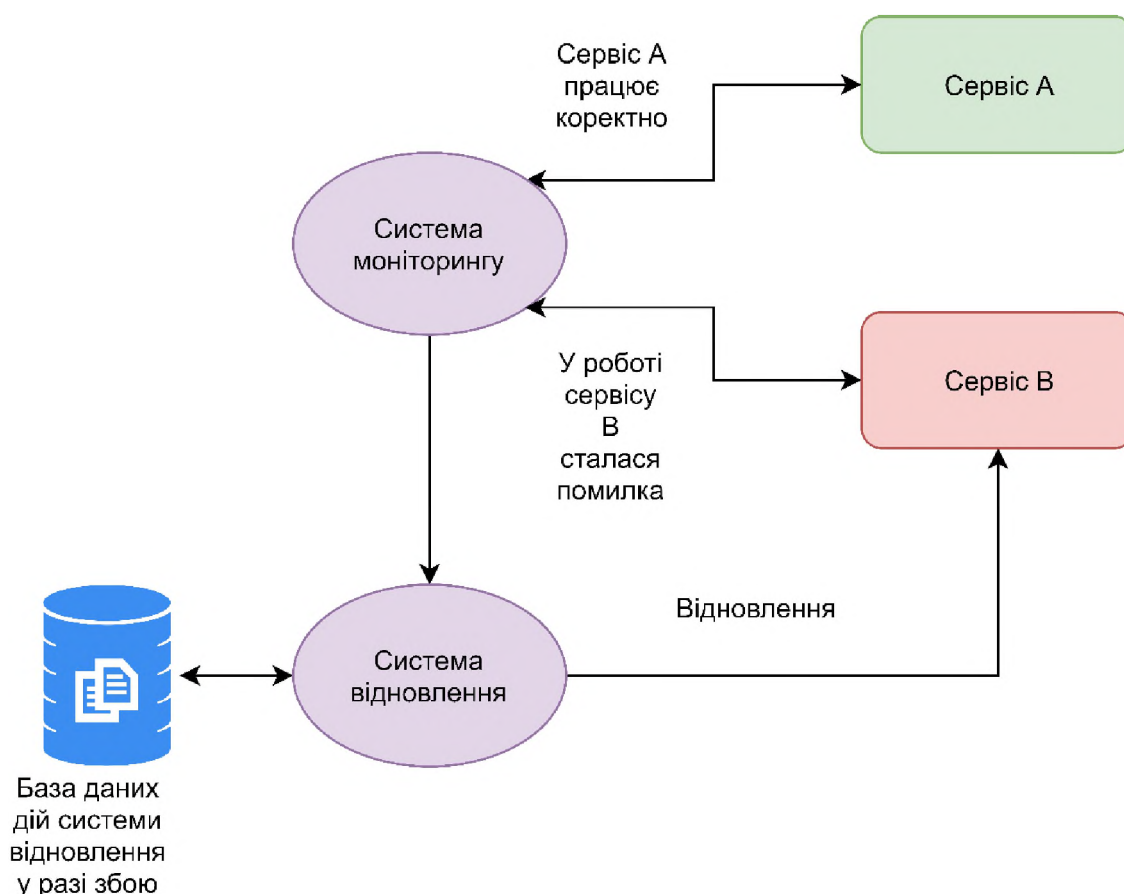 Сервіс А
працює
коректно
Сервіс А
Система
моніторингу
У роботі
сервісу
В
сталася
помилка
Сервіс В
Відновлення
Система
відновлення
База даних
дій системи
відновлення
у разі збою